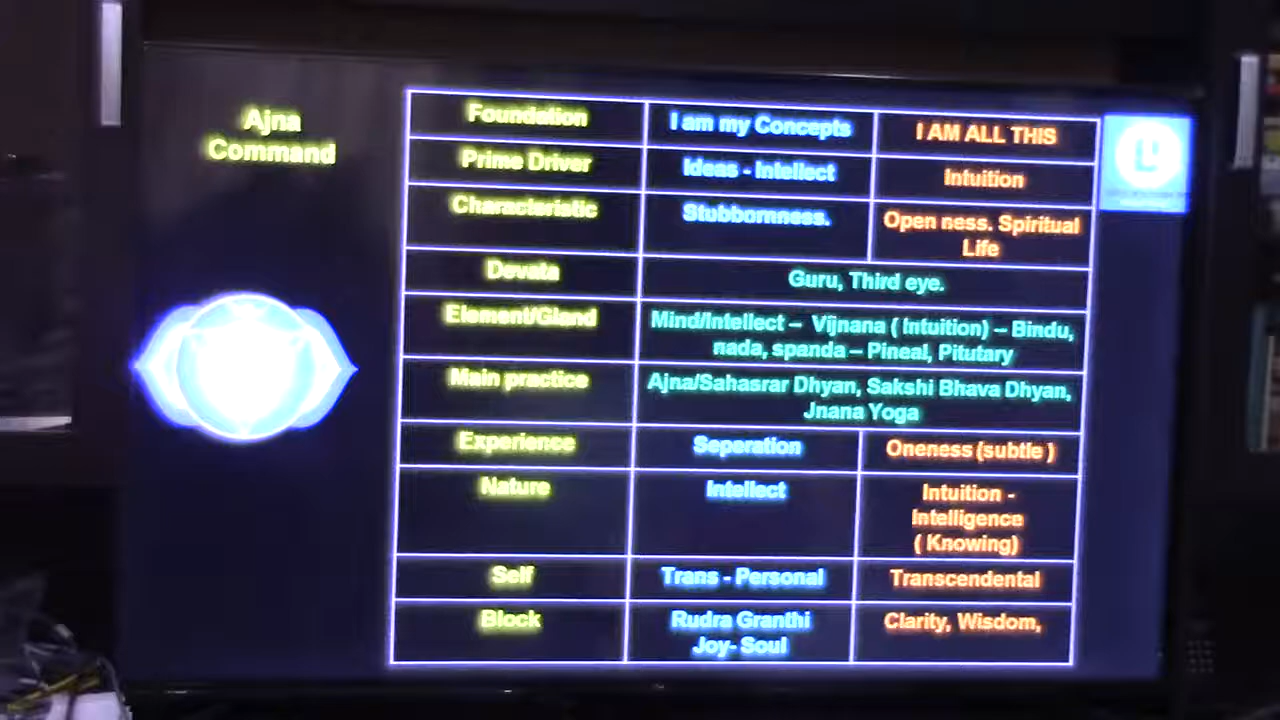 Ajna
Command
Foundation
I am my Concepts
I AM ALL THIS
Prime Driver
Ideas - Intellect
Intuition
Characteristic
Stubbornness.
Open ness. Spiritual
Life
Devata
Guru, Third eye.
Element/Gland
Mind/Intellect – Vijnana ( Intuition) – Bindu,
nada, spanda – Pineal, Pitutary
Main practice
Ajna/Sahasrar Dhyan, Sakshi Bhava Dhyan,
Jnana Yoga
Experience
Seperation
Oneness (subtle )
Nature
Intellect
Intuition -
Intelligence
( Knowing)
Self
Trans - Personal
Transcendental
Block
Rudra Granthi
Joy- Soul
Clarity, Wisdom,